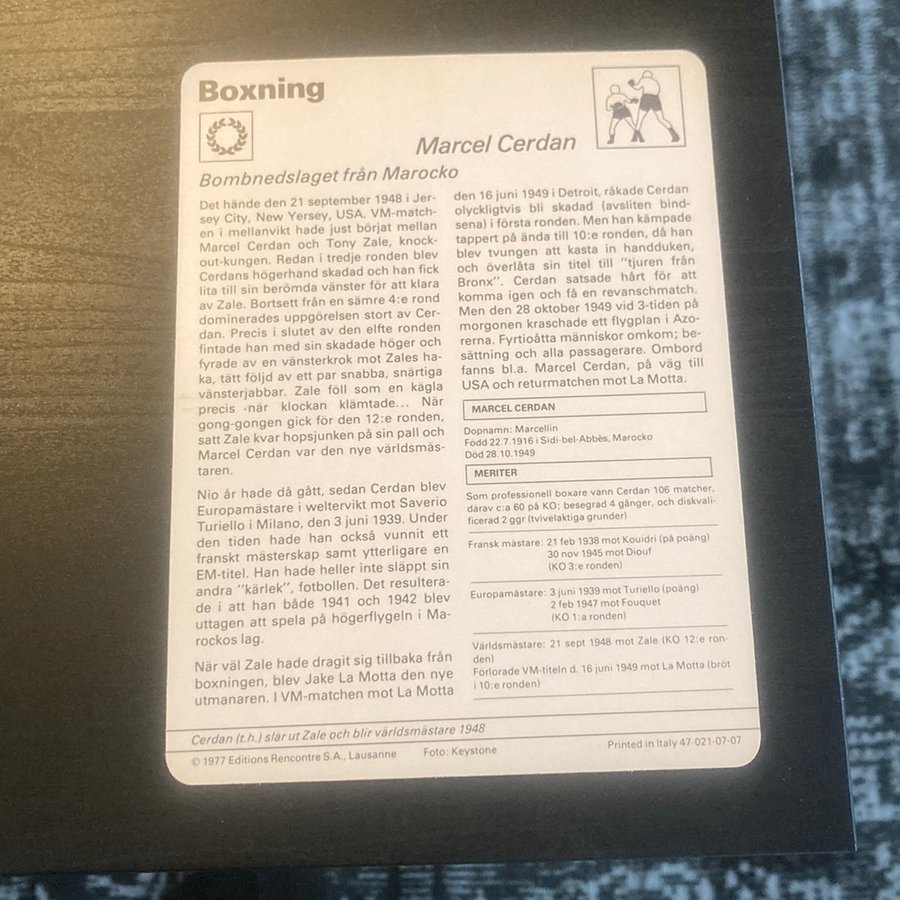 Boxning
Marcel Cerdan
Bombnedslaget från Marocko
Det hände den 21 september 1948 i Jer-
sey City, New Yersey, USA. VM-match-
en i mellanvikt hade just börjat mellan
Marcel Cerdan och Tony Zale, knock-
out-kungen. Redan i tredje ronden blev
Cerdans högerhand skadad och han fick
lita till sin berömda vänster för att klara
av Zale. Bortsett från en sämre 4:e rond
dominerades uppgörelsen stort av Cer-
dan. Precis i slutet av den elfte ronden
fintade han med sin skadade höger och
fyrade av en vänsterkrok mot Zales ha-
ka, tätt följd av ett par snabba, snärtiga
vänsterjabbar. Zale föll som en kägla
precis -när klockan klämtade... När
gong-gongen gick för den 12:e ronden,
satt Zale kvar hopsjunken på sin pall och
Marcel Cerdan var den nye världsmäs-
taren.
Nio år hade då gått, sedan Cerdan blev
Europamästare i weltervikt mot Saverio
Turiello i Milano, den 3 juni 1939. Under
den tiden hade han också vunnit ett
franskt mästerskap samt ytterligare en
EM-titel. Han hade heller inte släppt sin
andra "kärlek", fotbollen. Det resultera-
de i att han både 1941 och 1942 blev
uttagen att spela på högerflygeln i Ma-
rockos lag.
När väl Zale hade dragit sig tillbaka från
boxningen, blev Jake La Motta den nye
utmanaren. I VM-matchen mot La Motta
den 16 juni 1949 i Detroit, råkade Cerdan
olyckligtvis bli skadad (avsliten bind-
sena) i första ronden. Men han kämpade
tappert på ända till 10:e ronden, då han
blev tvungen att kasta in handduken,
och överlåta sin titel till "tjuren från
Bronx". Cerdan satsade hårt för att
komma igen och få en revanschmatch.
Men den 28 oktober 1949 vid 3-tiden på
morgonen kraschade ett flygplan i Azo-
rerna. Fyrtioåtta människor omkom; be-
sättning och alla passagerare. Ombord
fanns bl.a. Marcel Cerdan, på väg till
USA och returmatchen mot La Motta.
MARCEL CERDAN
Dopnamn: Marcellin
Född 22.7.1916 i Sidi-bel-Abbès, Marocko
Död 28.10.1949
MERITER
Som professionell boxare vann Cerdan 106 matcher,
därav c:a 60 på KO; besegrad 4 gånger, och diskvali-
ficerad 2 ggr (tvivelaktiga grunder)
Fransk mästare: 21 feb 1938 mot Kouidri (på poäng)
30 nov 1945 mot Diouf
(KO 3:e ronden)
Europamästare: 3 juni 1939 mot Turiello (poäng)
2 feb 1947 mot Fouquet
(KO 1:a ronden)
Världsmästare: 21 sept 1948 mot Zale (KO 12:e ron-
den)
Förlorade VM-titeln d. 16 juni 1949 mot La Motta (bröt
i 10:e ronden)
Cerdan (t.h.) slår ut Zale och blir världsmästare 1948
© 1977 Editions Rencontre S.A., Lausanne Foto: Keystone Printed in Italy 47-021-07-07